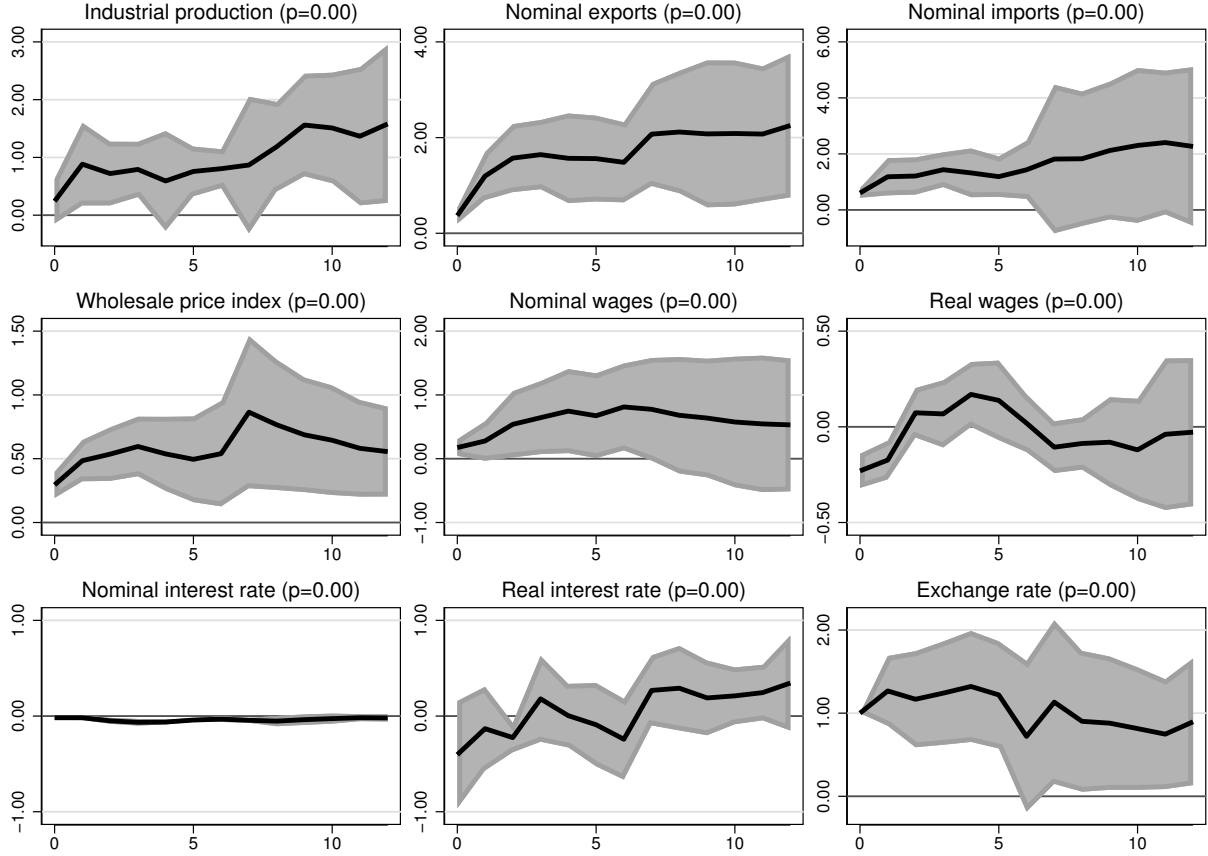 Industrial production (p=0.00)
3.00
2.00
1.00
0.00
0 5 10
Nominal exports (p=0.00)
4.00
2.00
0.00
0 5 10
Nominal imports (p=0.00)
6.00
4.00
2.00
0.00
0 5 10
Wholesale price index (p=0.00)
1.50
1.00
0.50
0.00
0 5 10
Nominal wages (p=0.00)
2.00
1.00
0.00
−1.00
0 5 10
Real wages (p=0.00)
0.50
0.00
−0.50
0 5 10
Nominal interest rate (p=0.00)
1.00
0.00
−1.00
0 5 10
Real interest rate (p=0.00)
1.00
0.00
−1.00
0 5 10
Exchange rate (p=0.00)
2.00
1.00
0.00
0 5 10